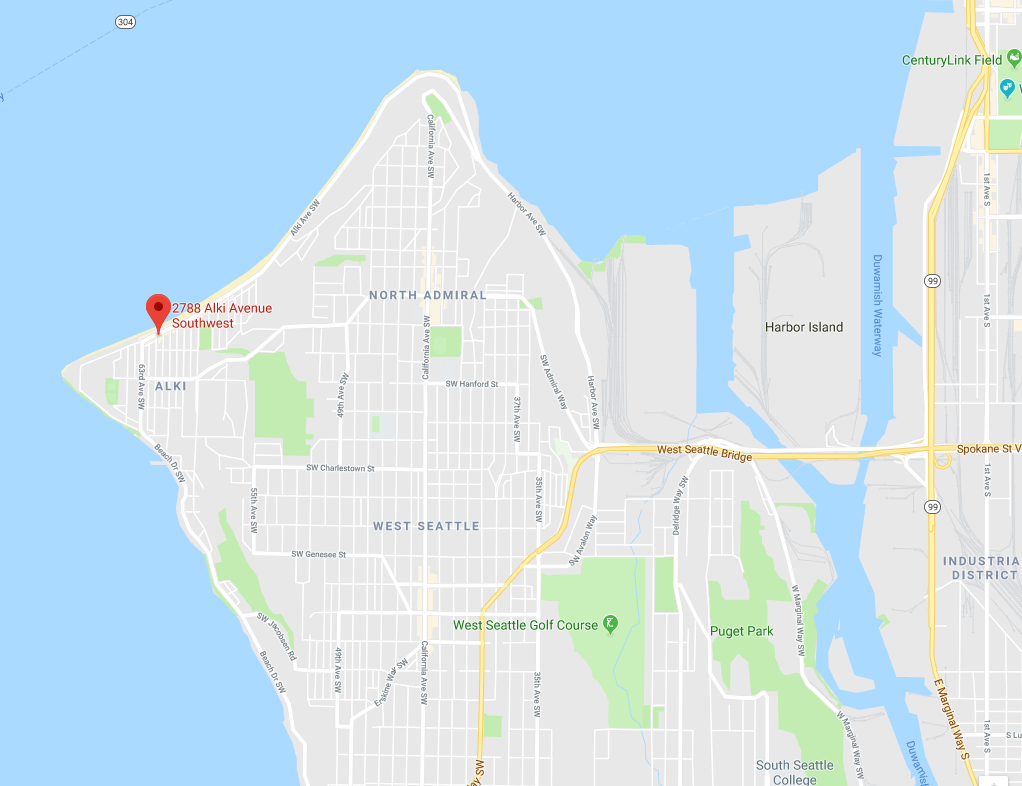 304
CenturyLink Field
California Ave SW
1st Ave S
Harbor Ave SW
Alki Ave SW
Duwamish Waterway
99
NORTH ADMIRAL
2788 Alki Avenue
Southwest
1st Ave S
Harbor Island
California Ave SW
63rd Ave SW
ALKI
SW Hanford St
SW Admiral Way
49th Ave SW
Harbor Ave SW
37th Ave SW
Beach Dr SW
West Seattle Bridge
Spokane St V
SW Charlestown St
1st Ave S
55th Ave SW
35th Ave SW
Delridge Way SW
99
WEST SEATTLE
SW Avalon Way
SW Genesee St
INDUSTRIA
DISTRICT
W Marginal Way SW
SW Jacobsen Rd
West Seattle Golf Course
Puget Park
Beach Dr SW
49th Ave SW
Erskine Way SW
California Ave SW
35th Ave SW
E Marginal Way S
W Marginal Way SW
1st Ave S
S Lu
Duwamish
South Seattle
College
ay SW